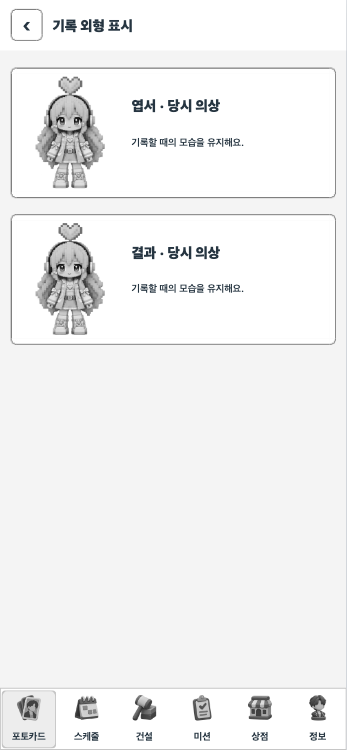 기록 외형 표시
엽서 · 당시 의상
기록할 때의 모습을 유지해요.
결과 · 당시 의상
기록할 때의 모습을 유지해요.
포토카드 스케줄 건설 미션 상점 정보